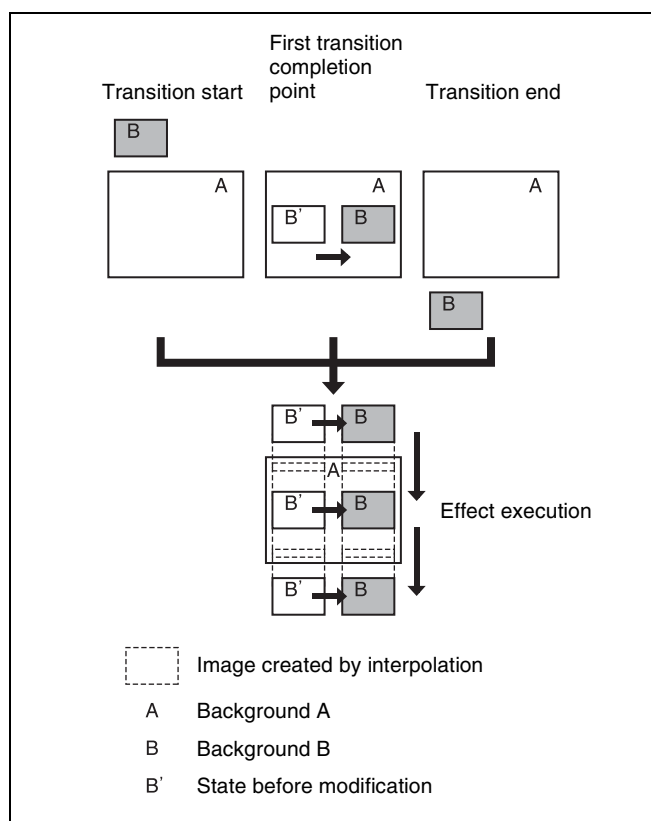 First transition
completion
point
Transition start
Transition end
B
A
A
B'
B
A
B
B'
B
A
B'
B
Effect execution
B'
B
Image created by interpolation
A Background A
B Background B
B' State before modification